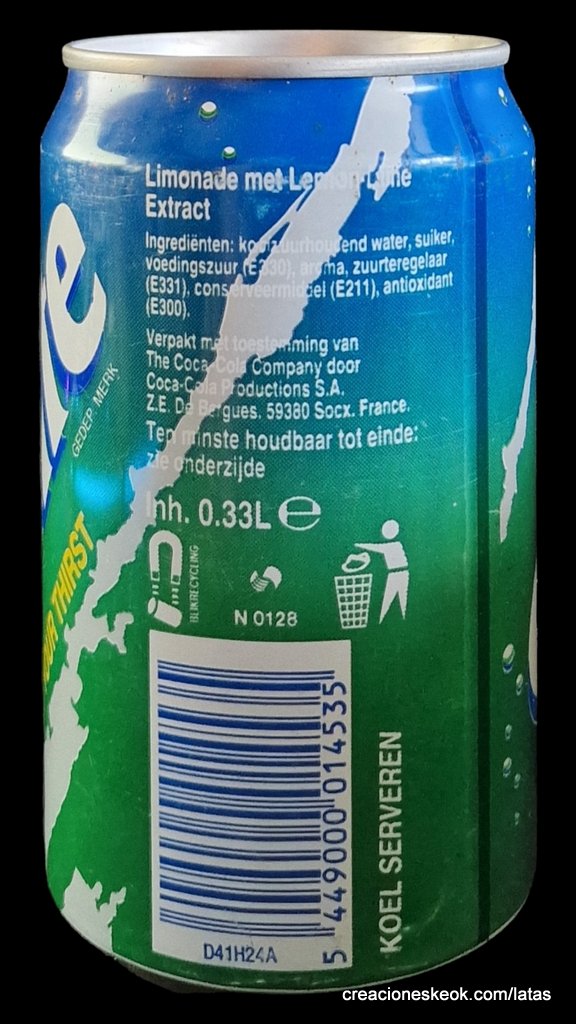 Limonade met Lemon-Lime
Extract
Ingrediënten: koolzuurhoudend water, suiker,
voedingszuur (E330), aroma, zuurteregelaar
(E331), conserveermiddel (E211), antioxidant
(E300).
Verpakt met toestemming van
The Coca-Cola Company door
Coca-Cola Productions S.A.
Z.E. De Bergues. 59380 Socx. France.
Ten minste houdbaar tot einde:
zie onderzijde
Inh. 0.33L ℮
GEDEP. MERK
THIRST
BLIKRECYCLING
N 0128
5 449000 014535
D41H24A
KOEL SERVEREN
creacioneskeok.com/latas